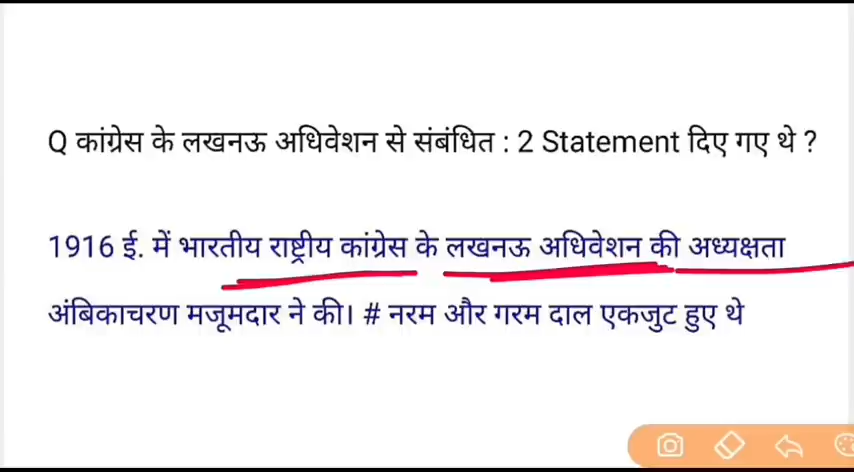 Q कांग्रेस के लखनऊ अधिवेशन से संबंधित : 2 Statement दिए गए थे ?
1916 ई. में भारतीय राष्ट्रीय कांग्रेस के लखनऊ अधिवेशन की अध्यक्षता
अंबिकाचरण मजूमदार ने की। # नरम और गरम दाल एकजुट हुए थे